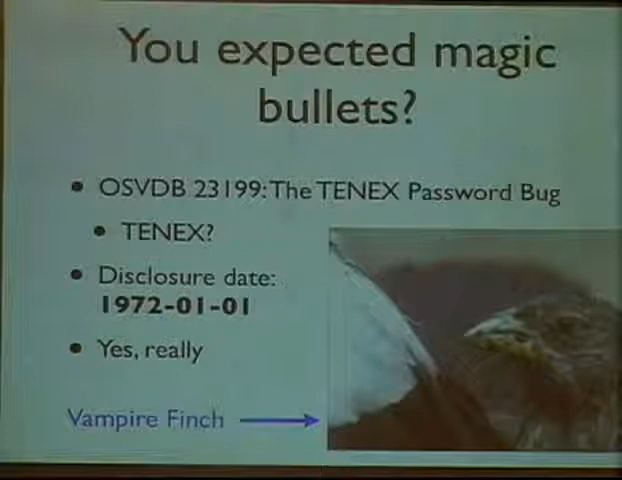 You expected magic
bullets?
• OSVDB 23199: The TENEX Password Bug
• TENEX?
• Disclosure date:
1972-01-01
• Yes, really
Vampire Finch